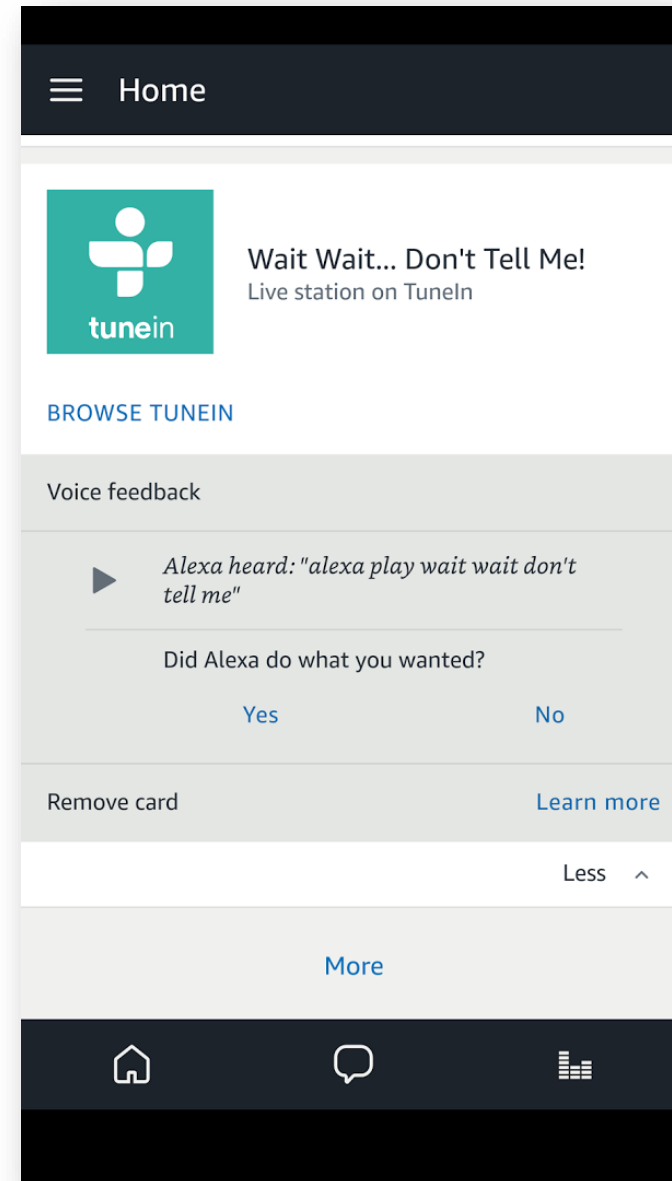 Home
tunein
Wait Wait... Don't Tell Me!
Live station on TuneIn
BROWSE TUNEIN
Voice feedback
Alexa heard: "alexa play wait wait don't
tell me"
Did Alexa do what you wanted?
Yes No
Remove card Learn more
Less
More